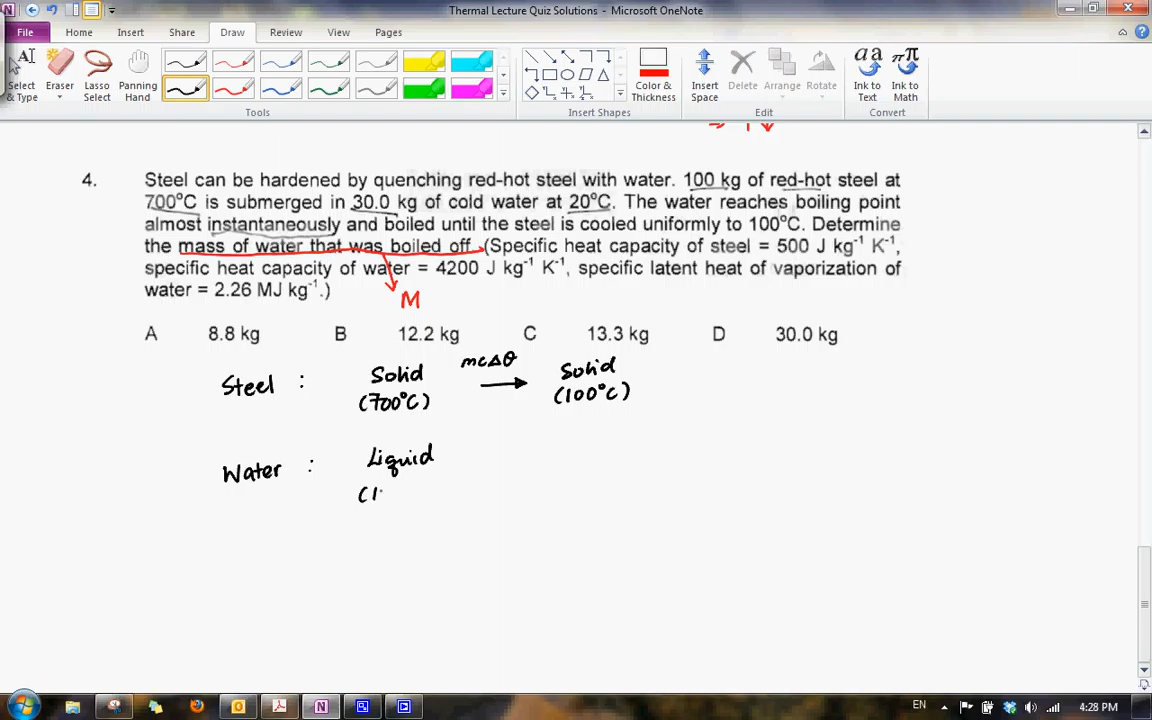 Thermal Lecture Quiz Solutions - Microsoft OneNote
File Home Insert Share Draw Review View Pages
Select & Type
Eraser
Lasso Select
Panning Hand
Color & Thickness
Insert Space
Delete
Arrange
Rotate
Ink to Text
Ink to Math
Tools
Insert Shapes
Edit
Convert
4. Steel can be hardened by quenching red-hot steel with water. 100 kg of red-hot steel at
700°C is submerged in 30.0 kg of cold water at 20°C. The water reaches boiling point
almost instantaneously and boiled until the steel is cooled uniformly to 100°C. Determine
the mass of water that was boiled off. (Specific heat capacity of steel = 500 J kg⁻¹ K⁻¹,
specific heat capacity of water = 4200 J kg⁻¹ K⁻¹, specific latent heat of vaporization of
water = 2.26 MJ kg⁻¹.)
M
A 8.8 kg B 12.2 kg C 13.3 kg D 30.0 kg
Steel : Solid mcΔθ Solid
(700°C) (100°C)
Water : Liquid
(1
EN 4:28 PM